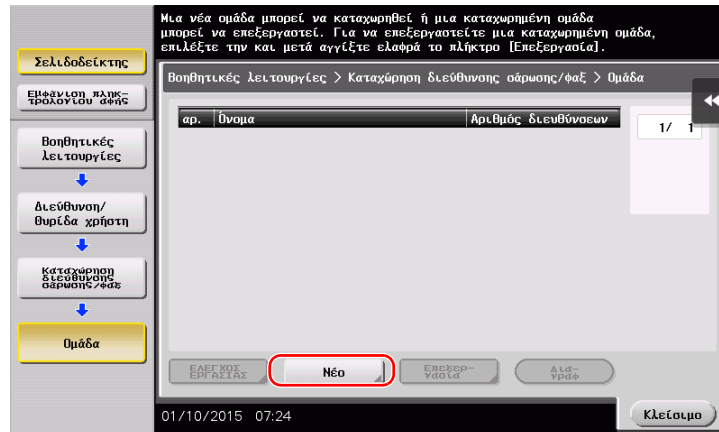 Μια νέα ομάδα μπορεί να καταχωρηθεί ή μια καταχωρημένη ομάδα
μπορεί να επεξεργαστεί. Για να επεξεργαστείτε μια καταχωρημένη ομάδα,
επιλέξτε την και μετά αγγίξτε ελαφρά το πλήκτρο [Επεξεργασία].
Σελιδοδείκτης
Εμφάνιση πληκ-
τρολογίου αφής
Βοηθητικές
λειτουργίες
Διεύθυνση/
Θυρίδα χρήστη
Καταχώρηση
διεύθυνσης
σάρωσης/φαξ
Ομάδα
Βοηθητικές λειτουργίες > Καταχώρηση διεύθυνσης σάρωσης/φαξ > Ομάδα
αρ. Όνομα Αριθμός διευθύνσεων
1/ 1
ΕΛΕΓΧΟΣ
ΕΡΓΑΣΙΑΣ
Νέο
Επεξερ-
γασία
Δια-
γραφ
01/10/2015 07:24
Κλείσιμο